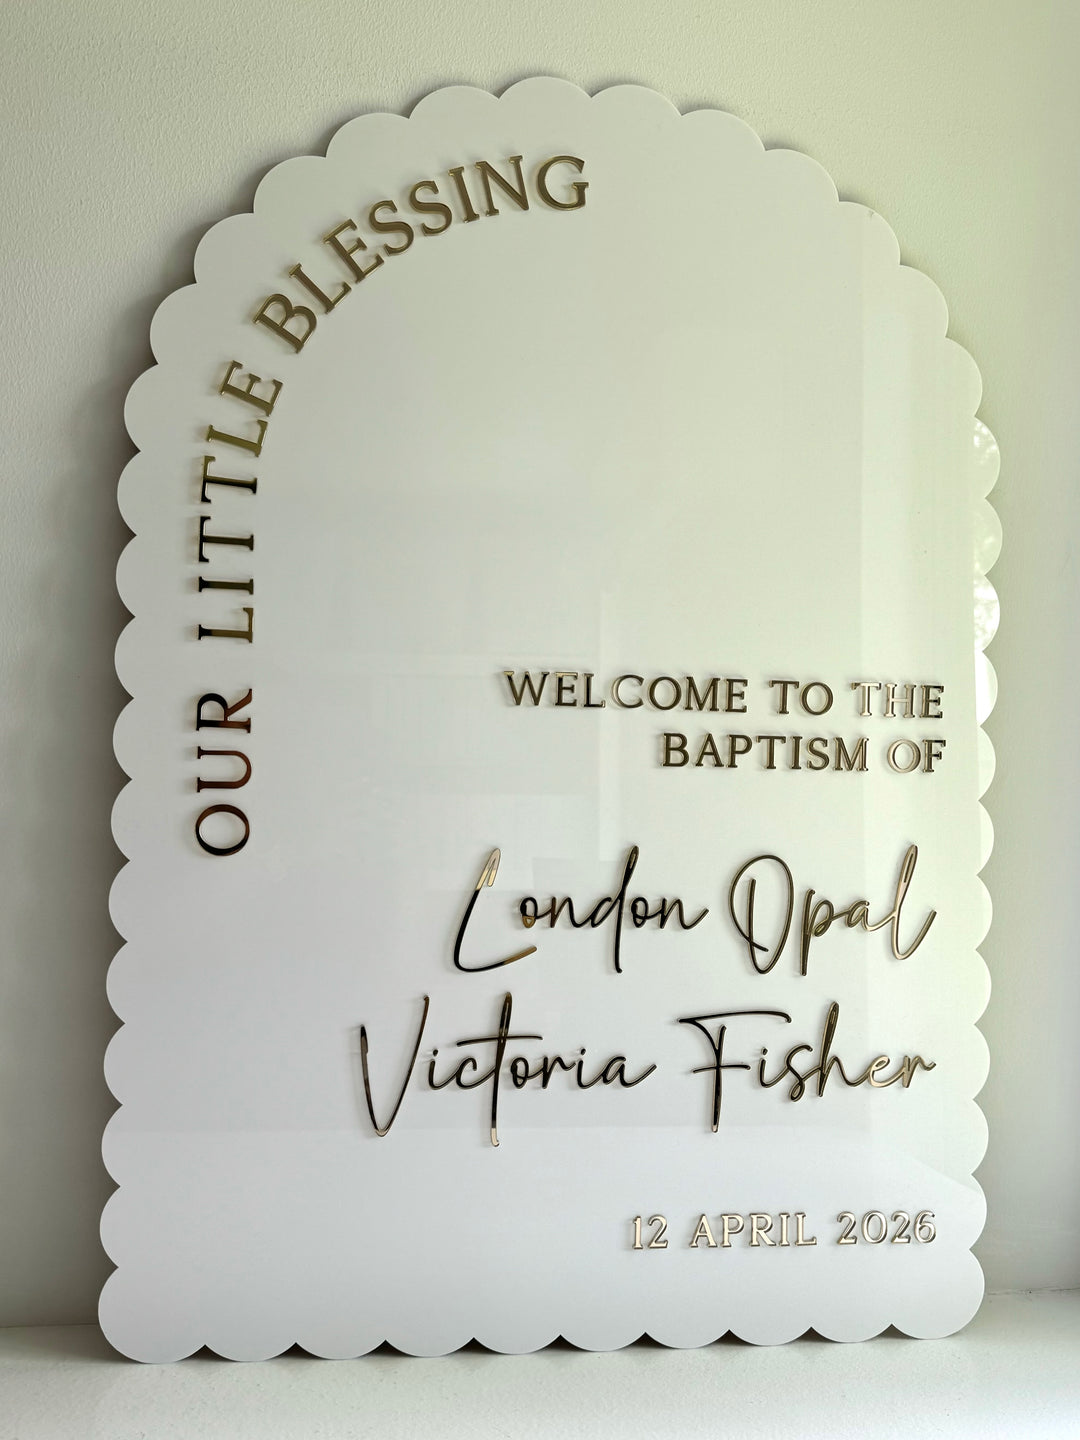 OUR LITTLE BLESSING
WELCOME TO THE
BAPTISM OF
London Opal
Victoria Fisher
12 APRIL 2026